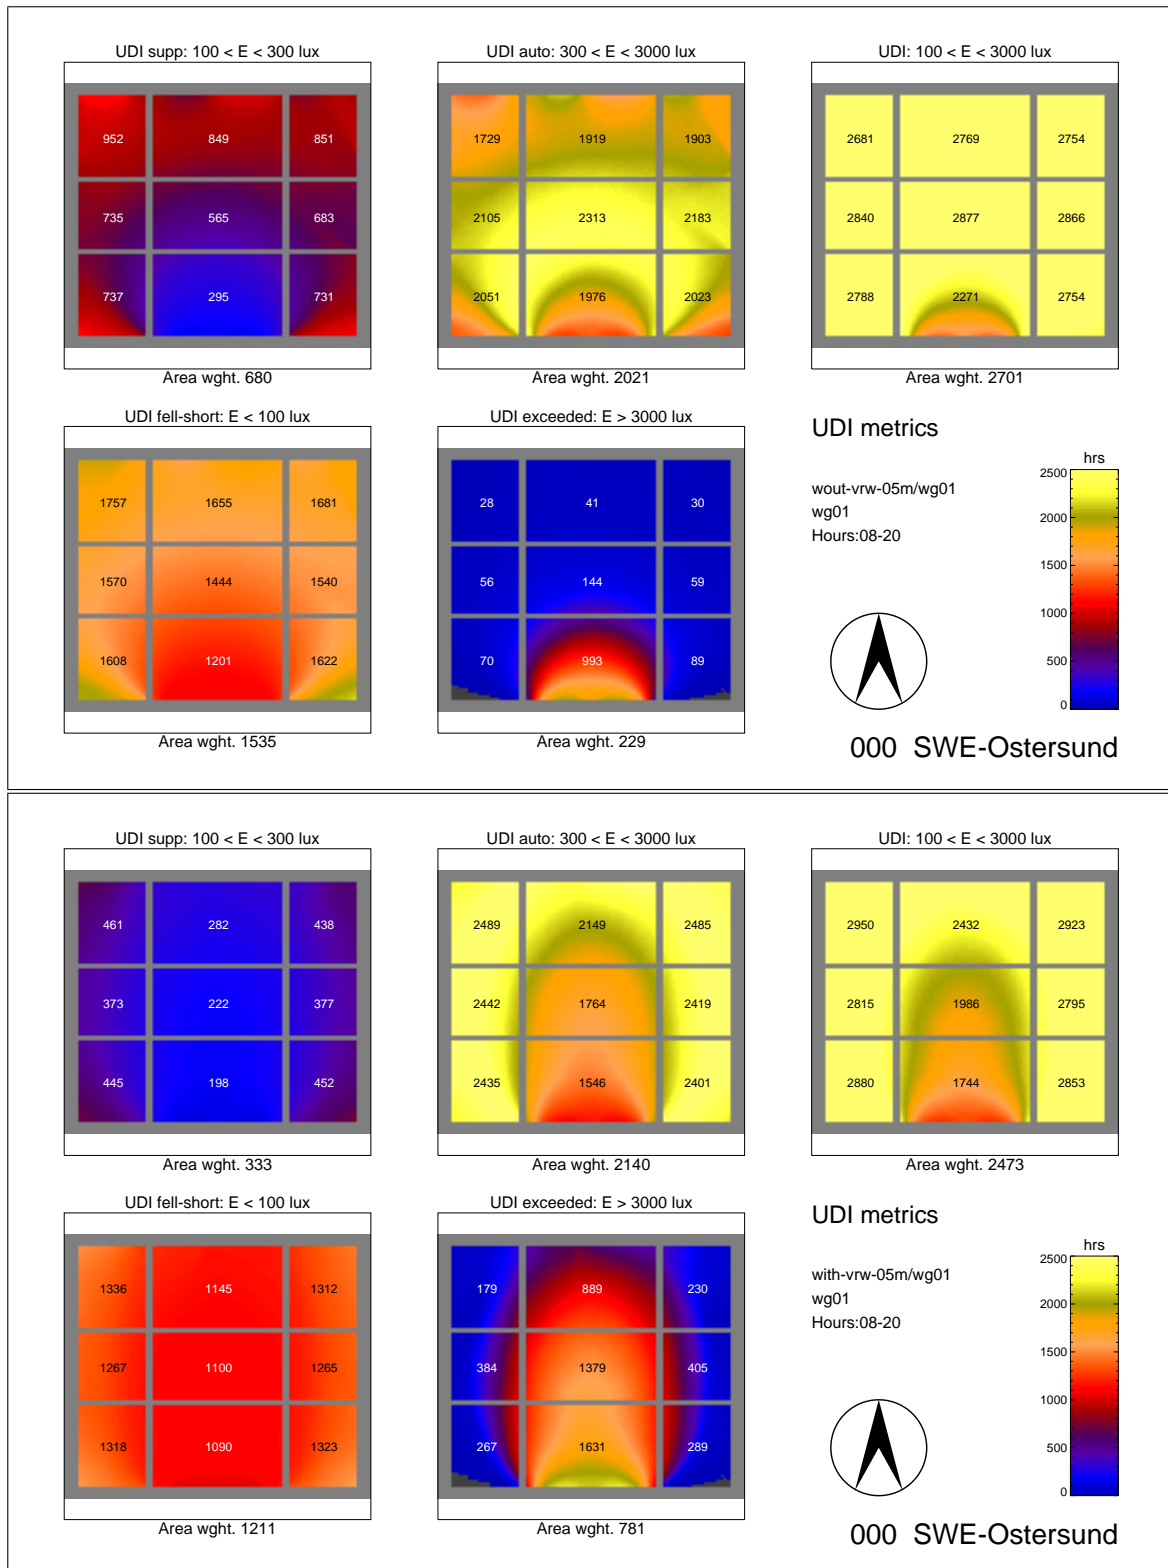 UDI supp: 100 < E < 300 lux
952 849 851
735 565 683
737 295 731
Area wght. 680
UDI auto: 300 < E < 3000 lux
1729 1919 1903
2105 2313 2183
2051 1976 2023
Area wght. 2021
UDI: 100 < E < 3000 lux
2681 2769 2754
2840 2877 2866
2788 2271 2754
Area wght. 2701
UDI fell-short: E < 100 lux
1757 1655 1681
1570 1444 1540
1608 1201 1622
Area wght. 1535
UDI exceeded: E > 3000 lux
28 41 30
56 144 59
70 993 89
Area wght. 229
UDI metrics
wout-vrw-05m/wg01
wg01
Hours:08-20
hrs
2500
2000
1500
1000
500
0
000 SWE-Ostersund
UDI supp: 100 < E < 300 lux
461 282 438
373 222 377
445 198 452
Area wght. 333
UDI auto: 300 < E < 3000 lux
2489 2149 2485
2442 1764 2419
2435 1546 2401
Area wght. 2140
UDI: 100 < E < 3000 lux
2950 2432 2923
2815 1986 2795
2880 1744 2853
Area wght. 2473
UDI fell-short: E < 100 lux
1336 1145 1312
1267 1100 1265
1318 1090 1323
Area wght. 1211
UDI exceeded: E > 3000 lux
179 889 230
384 1379 405
267 1631 289
Area wght. 781
UDI metrics
with-vrw-05m/wg01
wg01
Hours:08-20
hrs
2500
2000
1500
1000
500
0
000 SWE-Ostersund